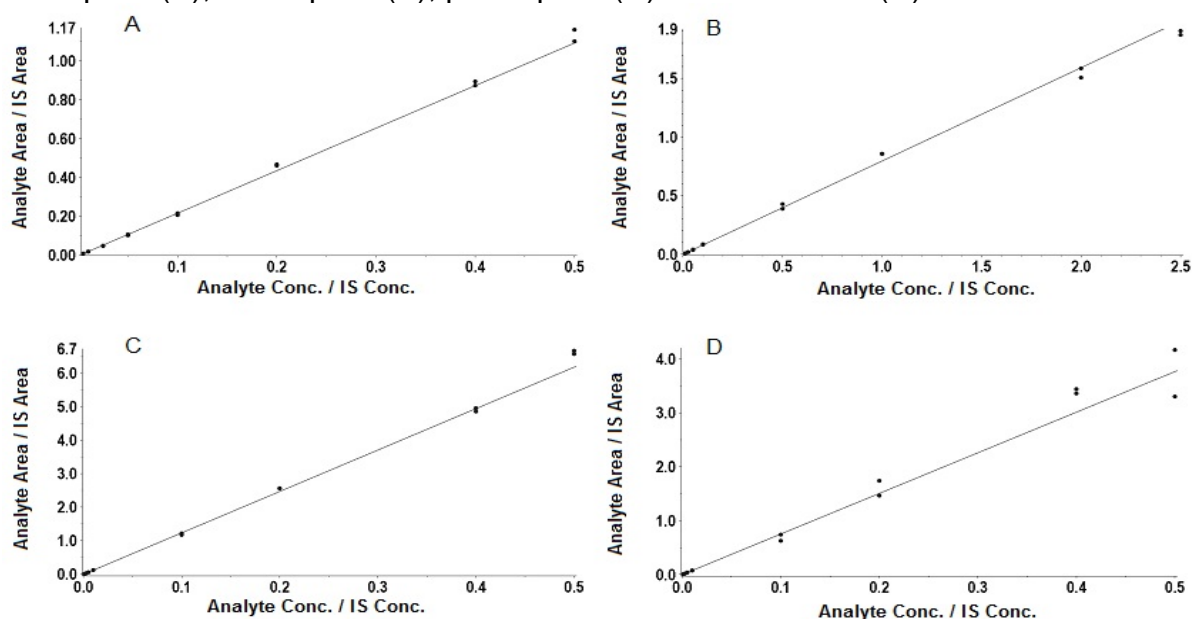 A
Analyte Area / IS Area
1.17
1.00
0.80
0.60
0.40
0.20
0.00
0.1 0.2 0.3 0.4 0.5
Analyte Conc. / IS Conc.
B
Analyte Area / IS Area
1.9
1.5
1.0
0.5
0.0
0.0 0.5 1.0 1.5 2.0 2.5
Analyte Conc. / IS Conc.
C
Analyte Area / IS Area
6.7
6.0
5.0
4.0
3.0
2.0
1.0
0.0
0.0 0.1 0.2 0.3 0.4 0.5
Analyte Conc. / IS Conc.
D
Analyte Area / IS Area
4.0
3.0
2.0
1.0
0.0
0.0 0.1 0.2 0.3 0.4 0.5
Analyte Conc. / IS Conc.